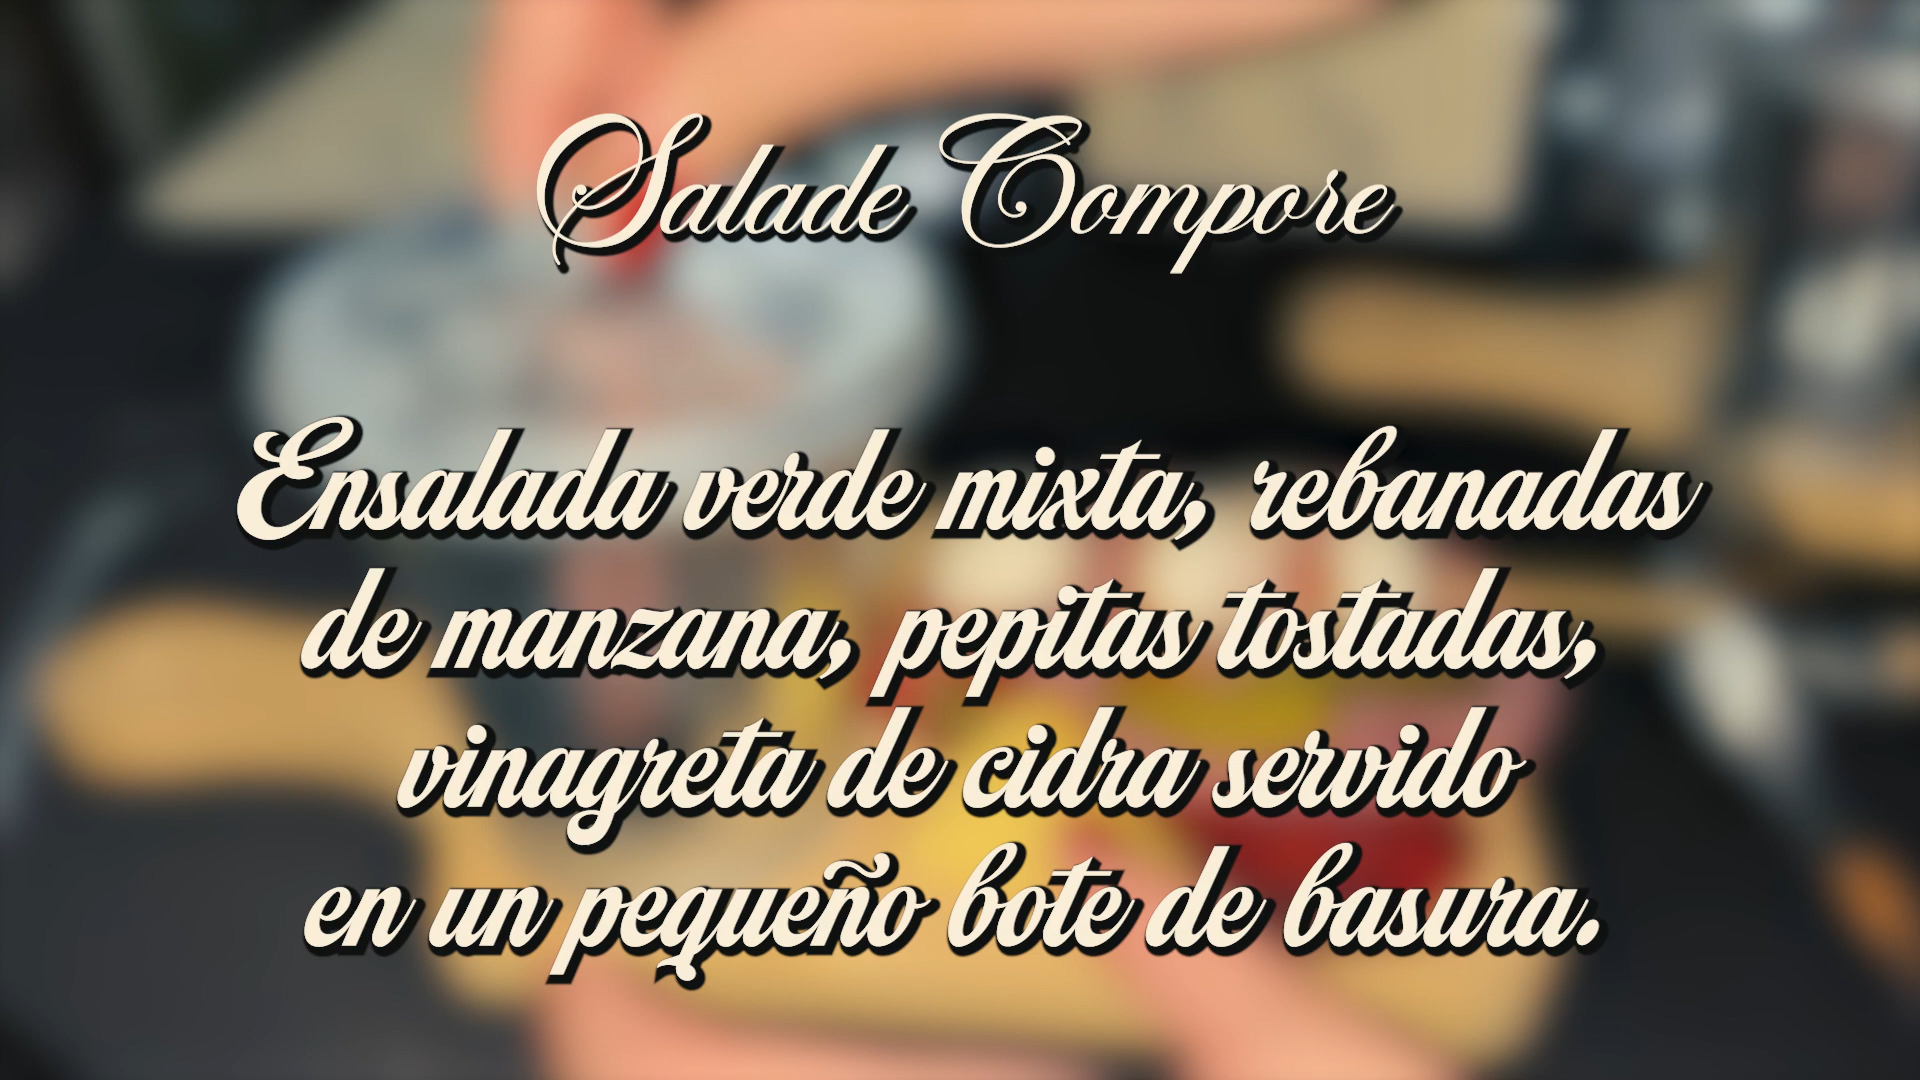 Salade Compore
Ensalada verde mixta, rebanadas
de manzana, pepitas tostadas,
vinagreta de cidra servido
en un pequeño bote de basura.